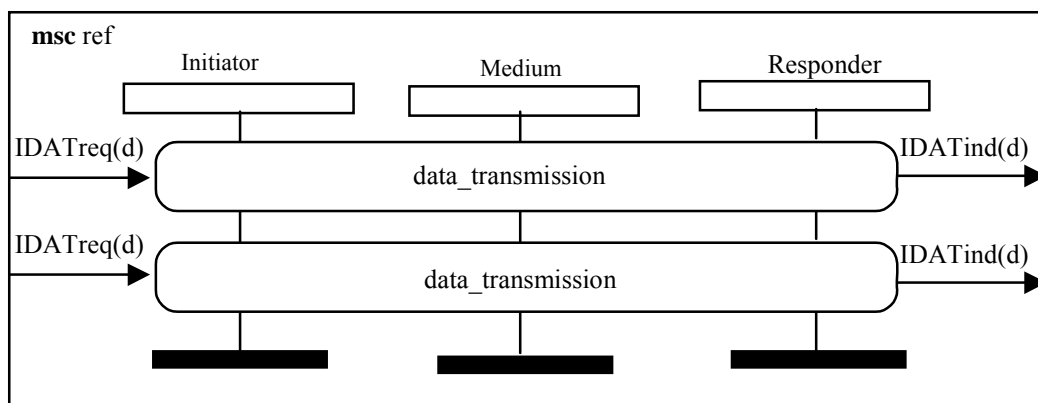 msc ref
Initiator
Medium
Responder
IDATreq(d)
data_transmission
IDATind(d)
IDATreq(d)
data_transmission
IDATind(d)